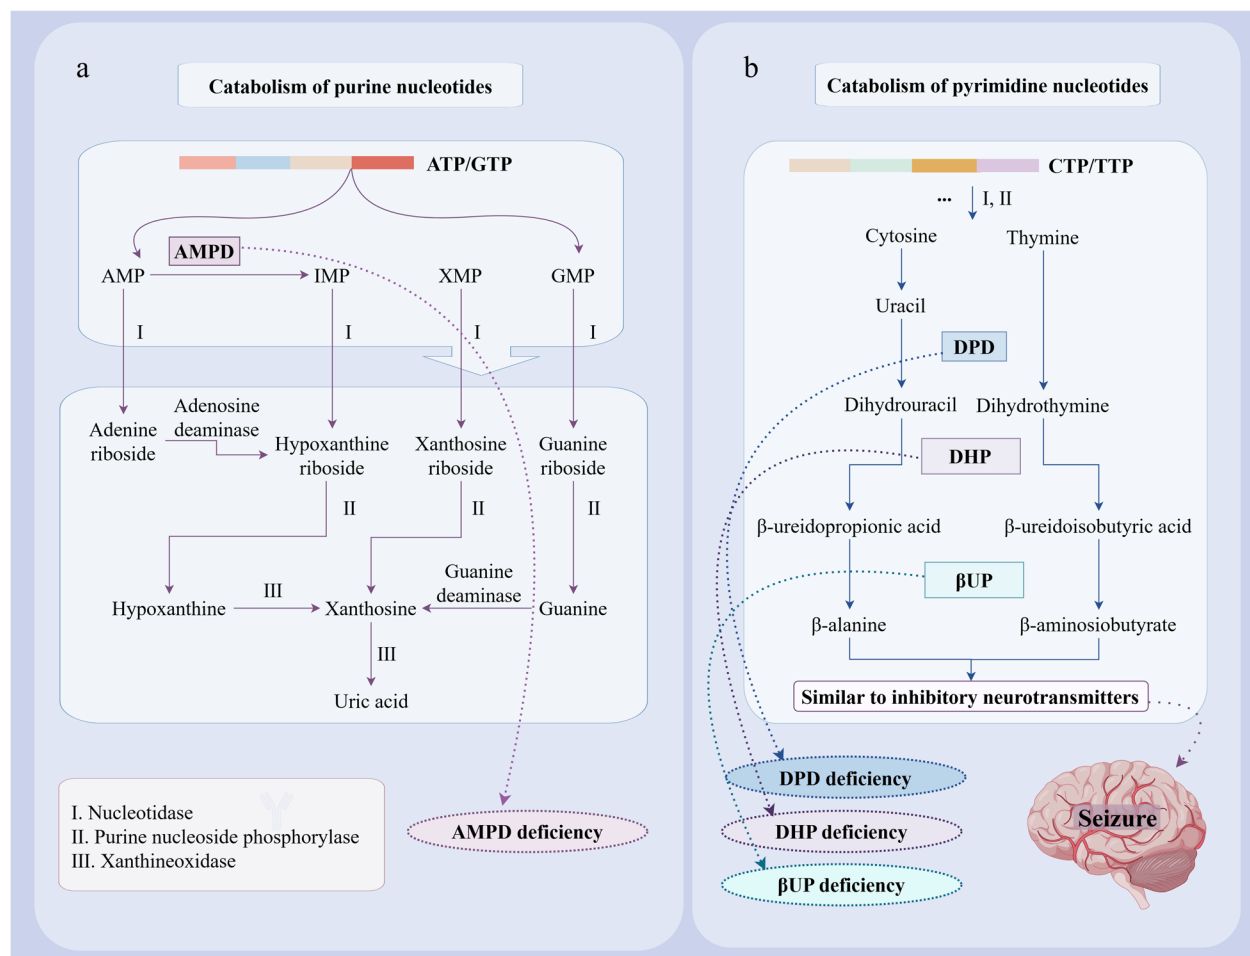 a
Catabolism of purine nucleotides
ATP/GTP
AMPD
AMP
IMP
XMP
GMP
I
I
I
I
Adenosine
deaminase
Adenine
riboside
Hypoxanthine
riboside
Xanthosine
riboside
Guanine
riboside
II
II
II
Guanine
deaminase
Hypoxanthine
III
Xanthosine
Guanine
III
Uric acid
I. Nucleotidase
II. Purine nucleoside phosphorylase
III. Xanthineoxidase
AMPD deficiency
b
Catabolism of pyrimidine nucleotides
CTP/TTP
... I, II
Cytosine
Thymine
Uracil
DPD
Dihydrouracil
Dihydrothymine
DHP
β-ureidopropionic acid
β-ureidoisobutyric acid
βUP
β-alanine
β-aminosiobutyrate
Similar to inhibitory neurotransmitters
DPD deficiency
DHP deficiency
βUP deficiency
Seizure